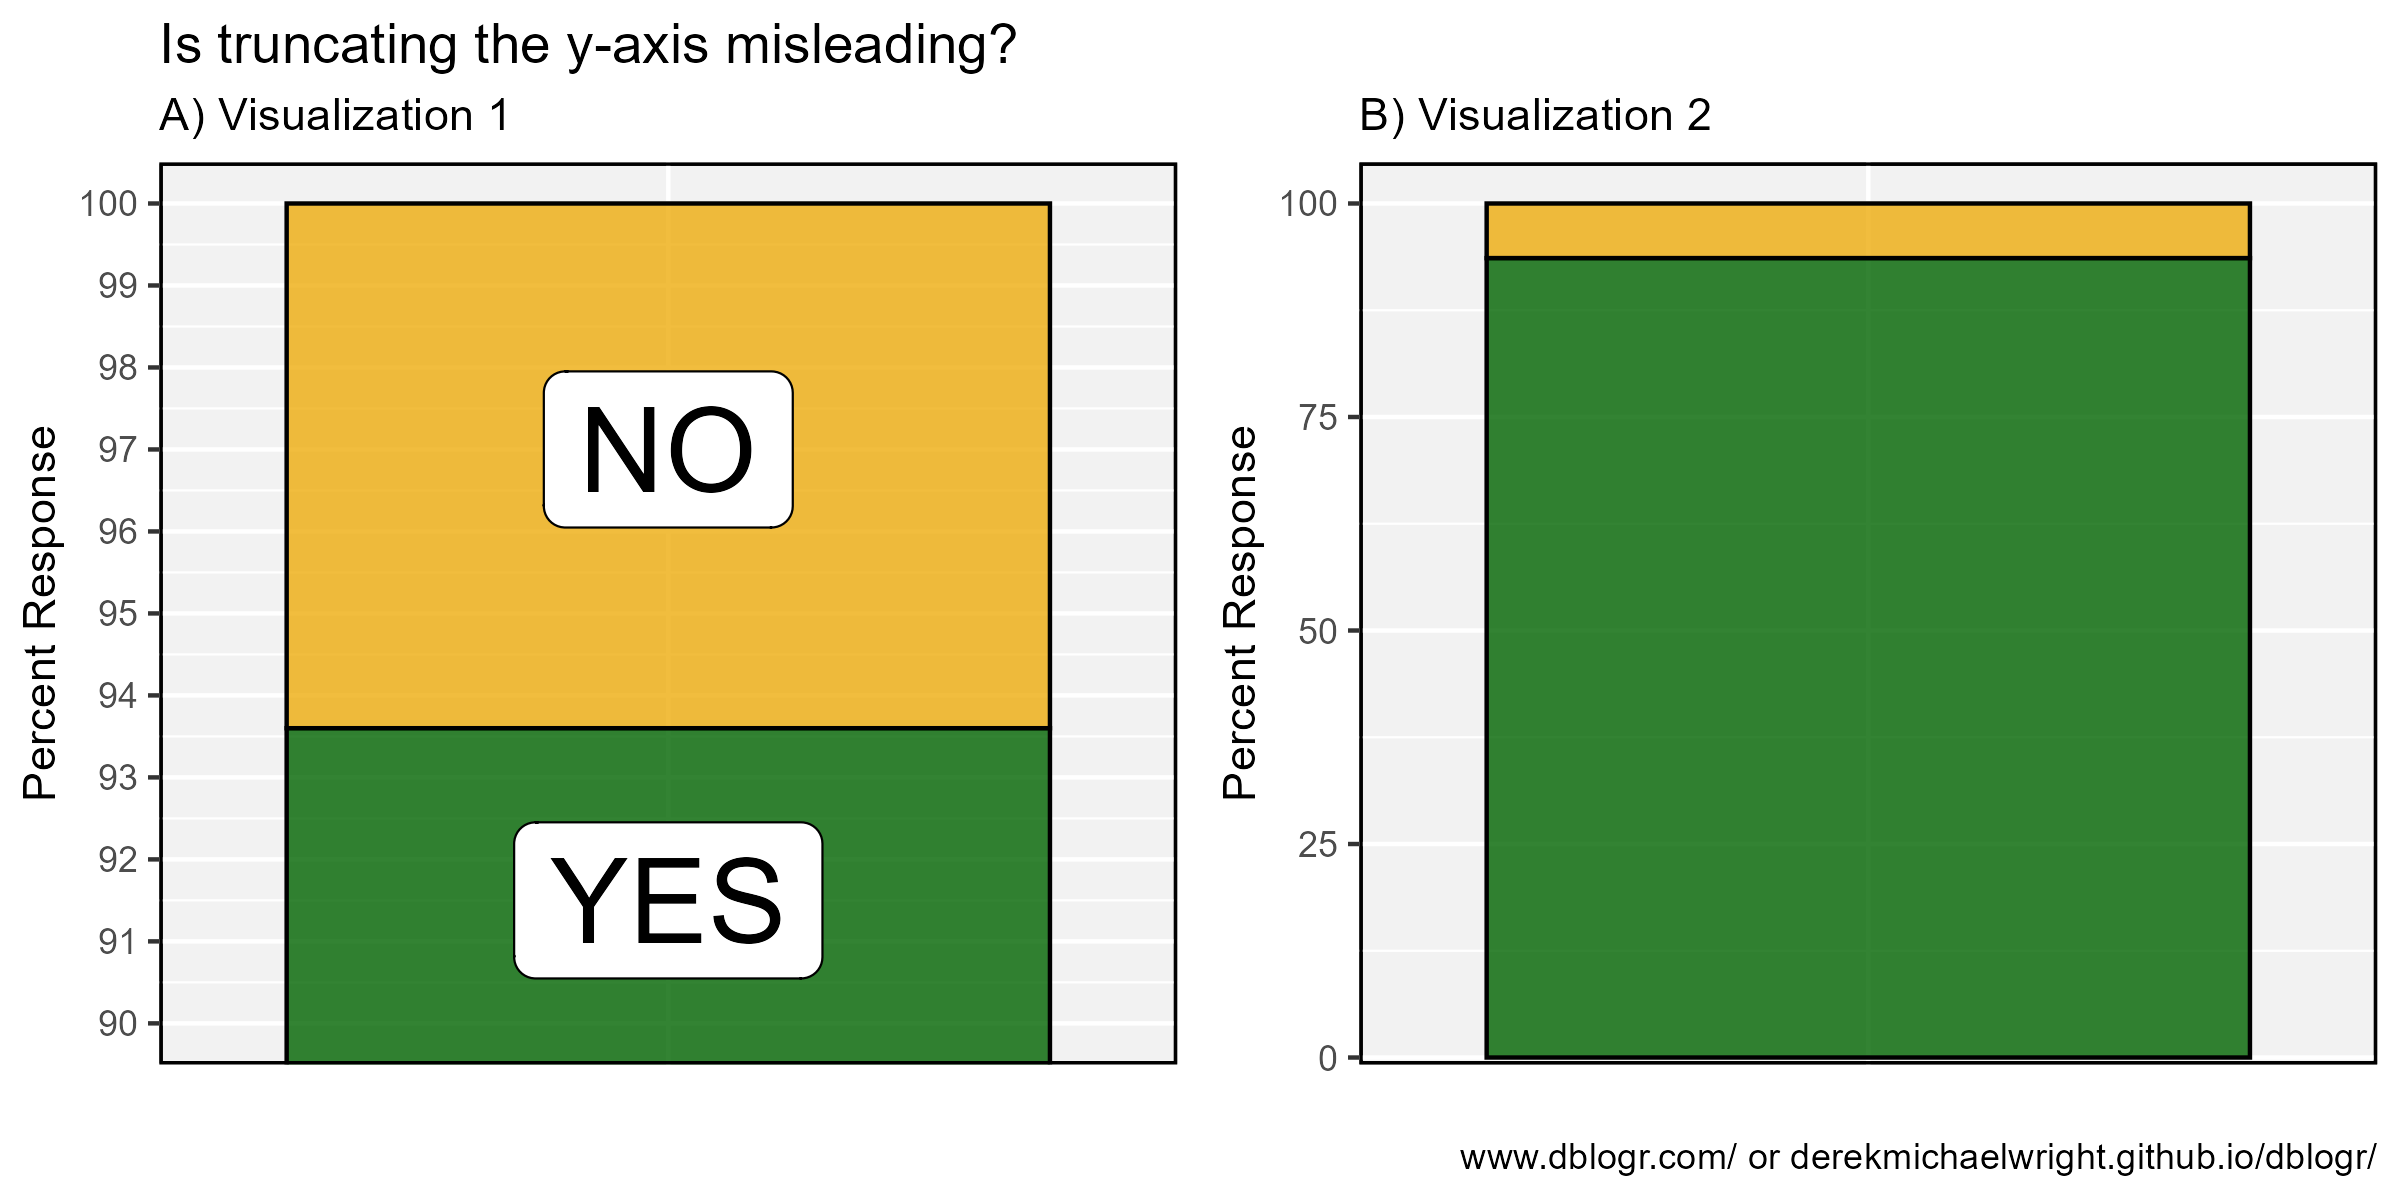 Is truncating the y-axis misleading?
A) Visualization 1
Percent Response
100
99
98
97
96
95
94
93
92
91
90
NO
YES
B) Visualization 2
Percent Response
100
75
50
25
0
www.dblogr.com/ or derekmichaelwright.github.io/dblogr/